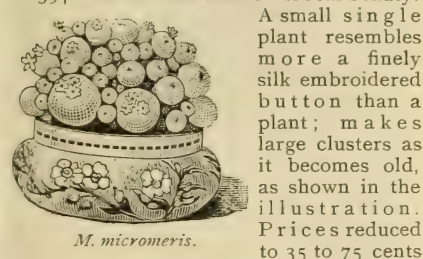 A small single
plant resembles
more a finely
silk embroidered
button than a
plant; makes
large clusters as
it becomes old,
as shown in the
illustration.
Prices reduced
to 35 to 75 cents
M. micromeris.